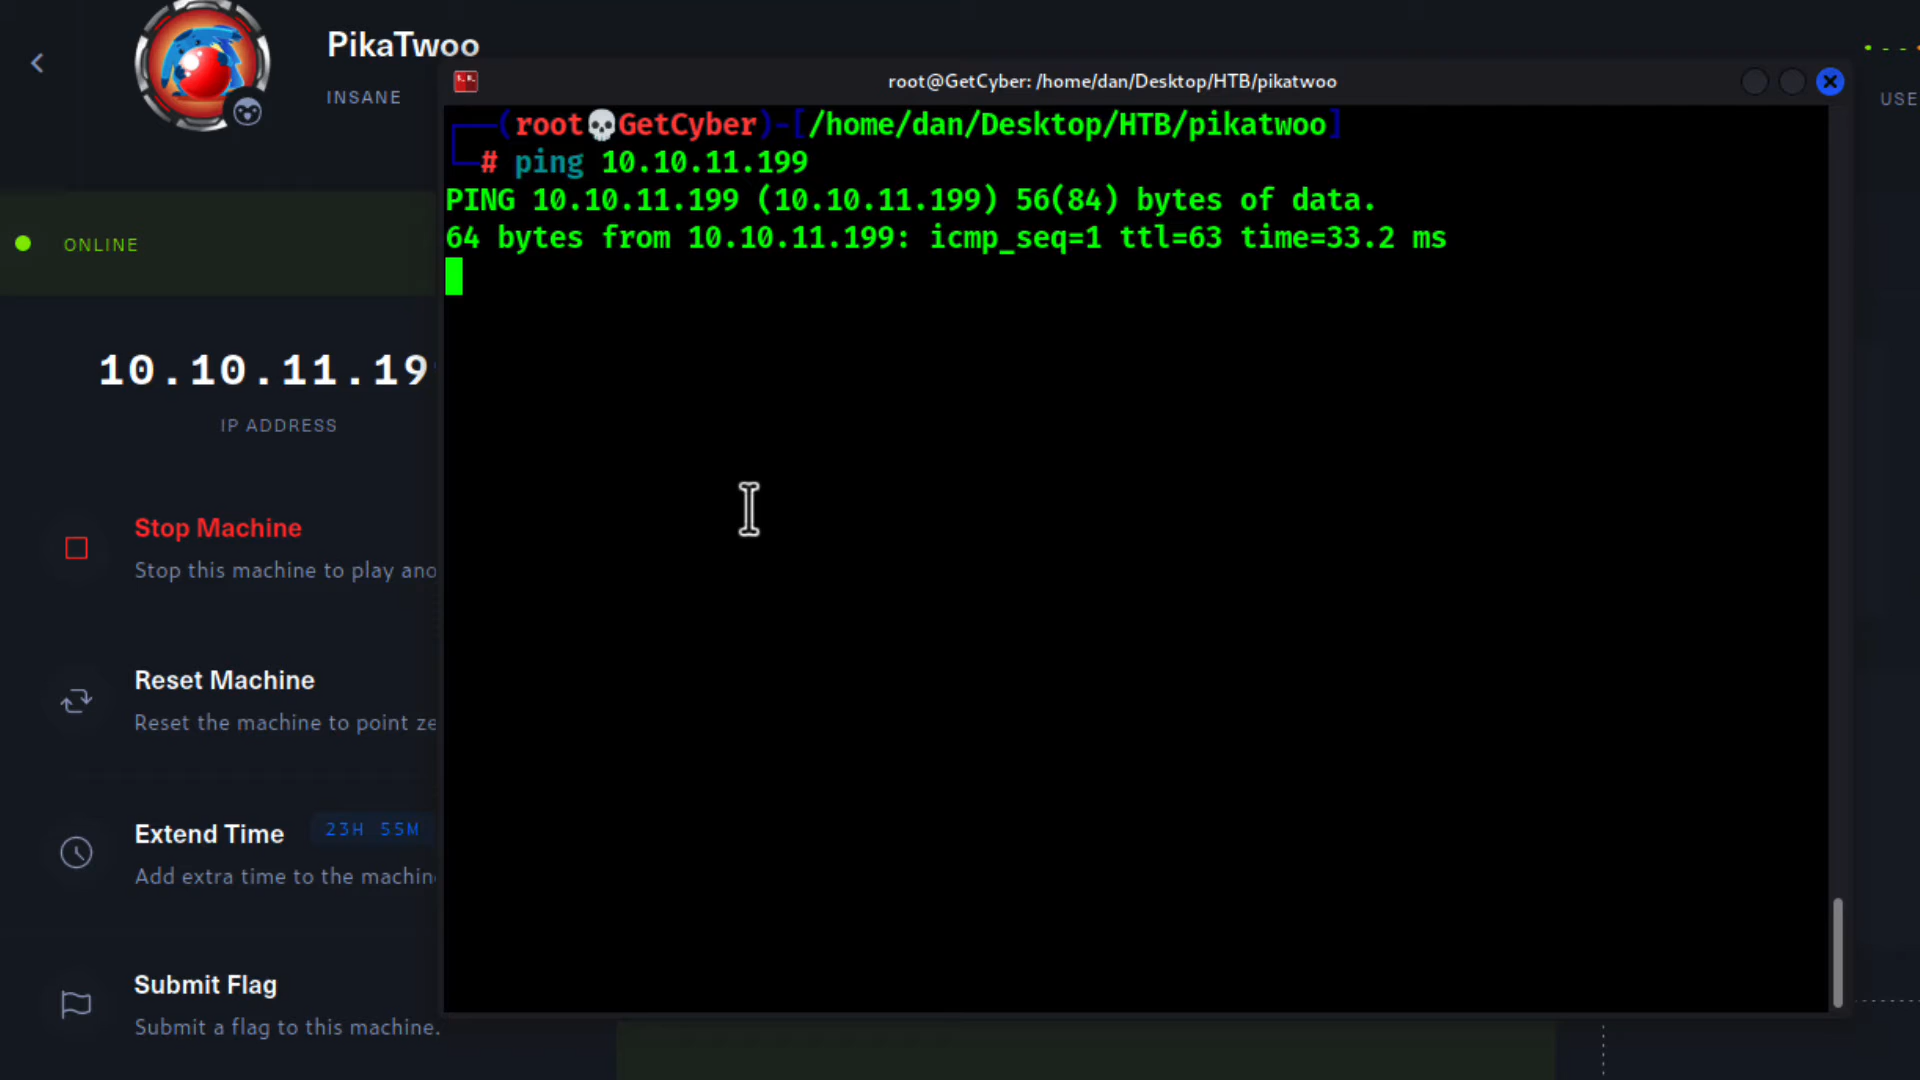 PikaTwoo
INSANE
ONLINE
10.10.11.19
IP ADDRESS
Stop Machine
Stop this machine to play ano
Reset Machine
Reset the machine to point ze
Extend Time 23H 55M
Add extra time to the machin
Submit Flag
Submit a flag to this machine.
USE
root@GetCyber: /home/dan/Desktop/HTB/pikatwoo
(root💀GetCyber)-[/home/dan/Desktop/HTB/pikatwoo]
# ping 10.10.11.199
PING 10.10.11.199 (10.10.11.199) 56(84) bytes of data.
64 bytes from 10.10.11.199: icmp_seq=1 ttl=63 time=33.2 ms